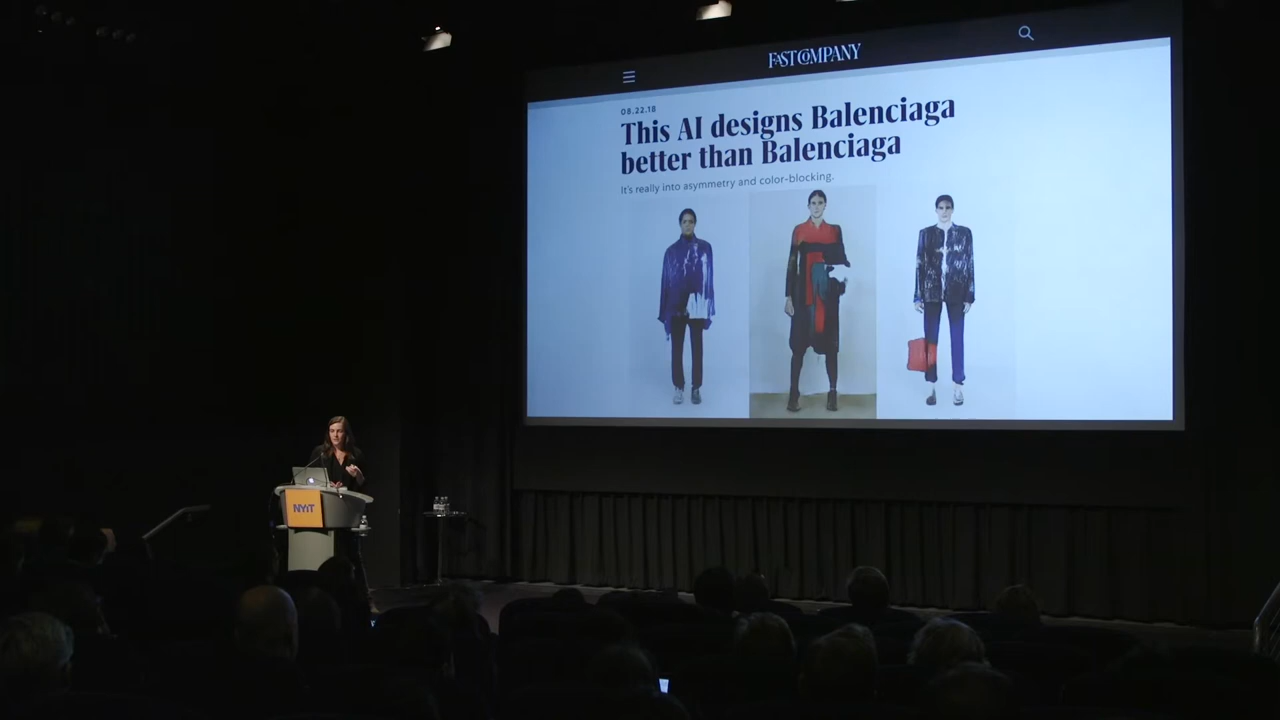 FAST COMPANY
08.22.18
This AI designs Balenciaga
better than Balenciaga
It's really into asymmetry and color-blocking.
NYiT